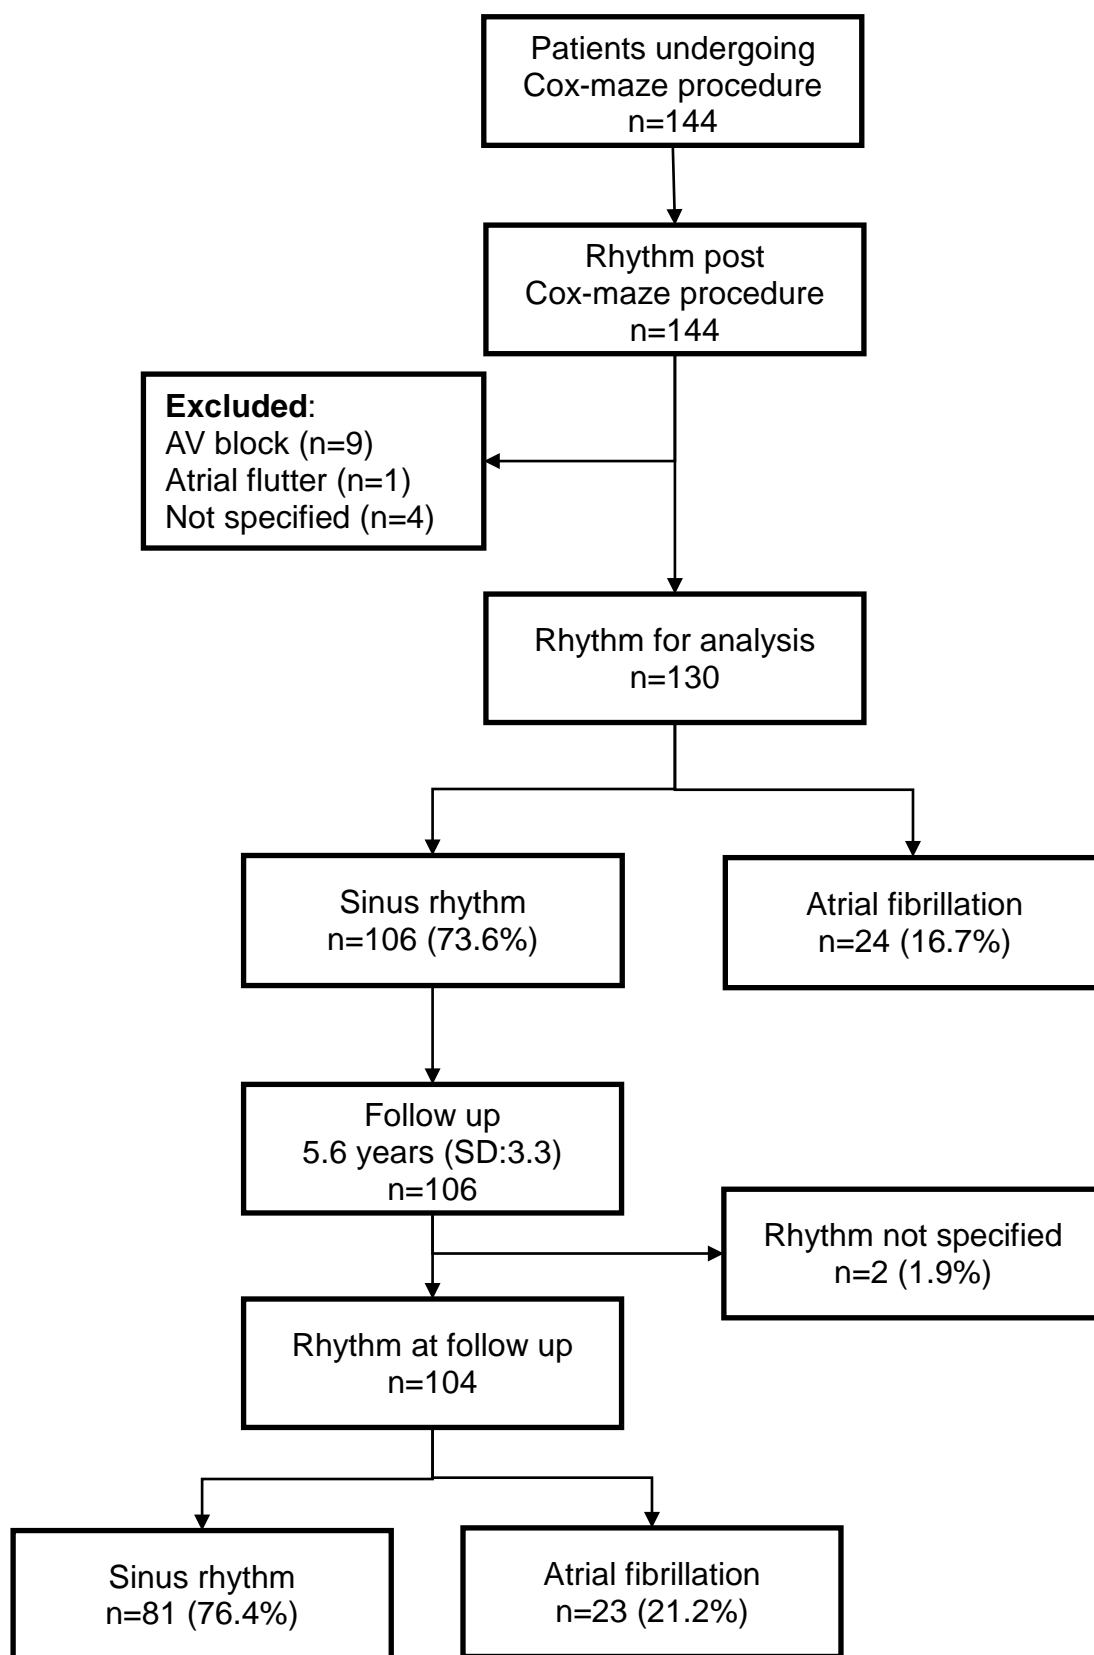 Patients undergoing
Cox-maze procedure
n=144
Rhythm post
Cox-maze procedure
n=144
Excluded:
AV block (n=9)
Atrial flutter (n=1)
Not specified (n=4)
Rhythm for analysis
n=130
Sinus rhythm
n=106 (73.6%)
Atrial fibrillation
n=24 (16.7%)
Follow up
5.6 years (SD:3.3)
n=106
Rhythm not specified
n=2 (1.9%)
Rhythm at follow up
n=104
Sinus rhythm
n=81 (76.4%)
Atrial fibrillation
n=23 (21.2%)